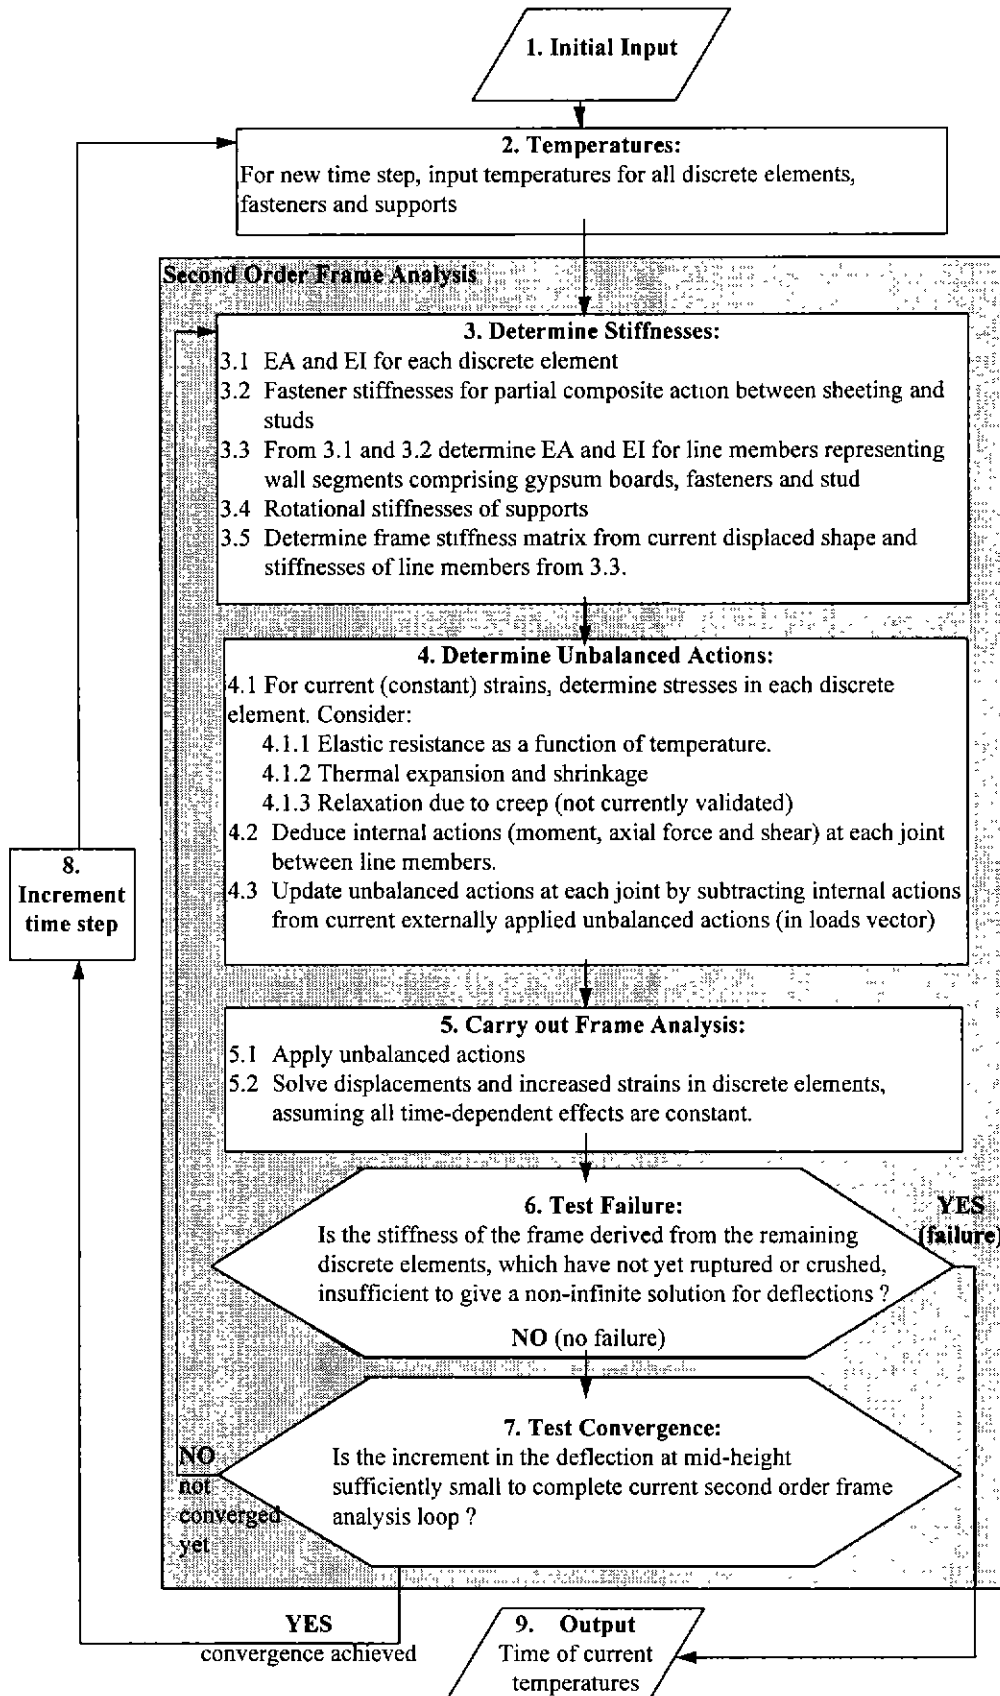 1. Initial Input
2. Temperatures:
For new time step, input temperatures for all discrete elements,
fasteners and supports
Second Order Frame Analysis
3. Determine Stiffnesses:
3.1 EA and EI for each discrete element
3.2 Fastener stiffnesses for partial composite action between sheeting and
studs
3.3 From 3.1 and 3.2 determine EA and EI for line members representing
wall segments comprising gypsum boards, fasteners and stud
3.4 Rotational stiffnesses of supports
3.5 Determine frame stiffness matrix from current displaced shape and
stiffnesses of line members from 3.3.
4. Determine Unbalanced Actions:
4.1 For current (constant) strains, determine stresses in each discrete
element. Consider:
4.1.1 Elastic resistance as a function of temperature.
4.1.2 Thermal expansion and shrinkage
4.1.3 Relaxation due to creep (not currently validated)
4.2 Deduce internal actions (moment, axial force and shear) at each joint
between line members.
4.3 Update unbalanced actions at each joint by subtracting internal actions
from current externally applied unbalanced actions (in loads vector)
8.
Increment
time step
5. Carry out Frame Analysis:
5.1 Apply unbalanced actions
5.2 Solve displacements and increased strains in discrete elements,
assuming all time-dependent effects are constant.
6. Test Failure:
Is the stiffness of the frame derived from the remaining
discrete elements, which have not yet ruptured or crushed,
insufficient to give a non-infinite solution for deflections ?
NO (no failure)
YES
(failure)
7. Test Convergence:
Is the increment in the deflection at mid-height
sufficiently small to complete current second order frame
analysis loop ?
NO
not
converged
yet
YES
convergence achieved
9. Output
Time of current
temperatures